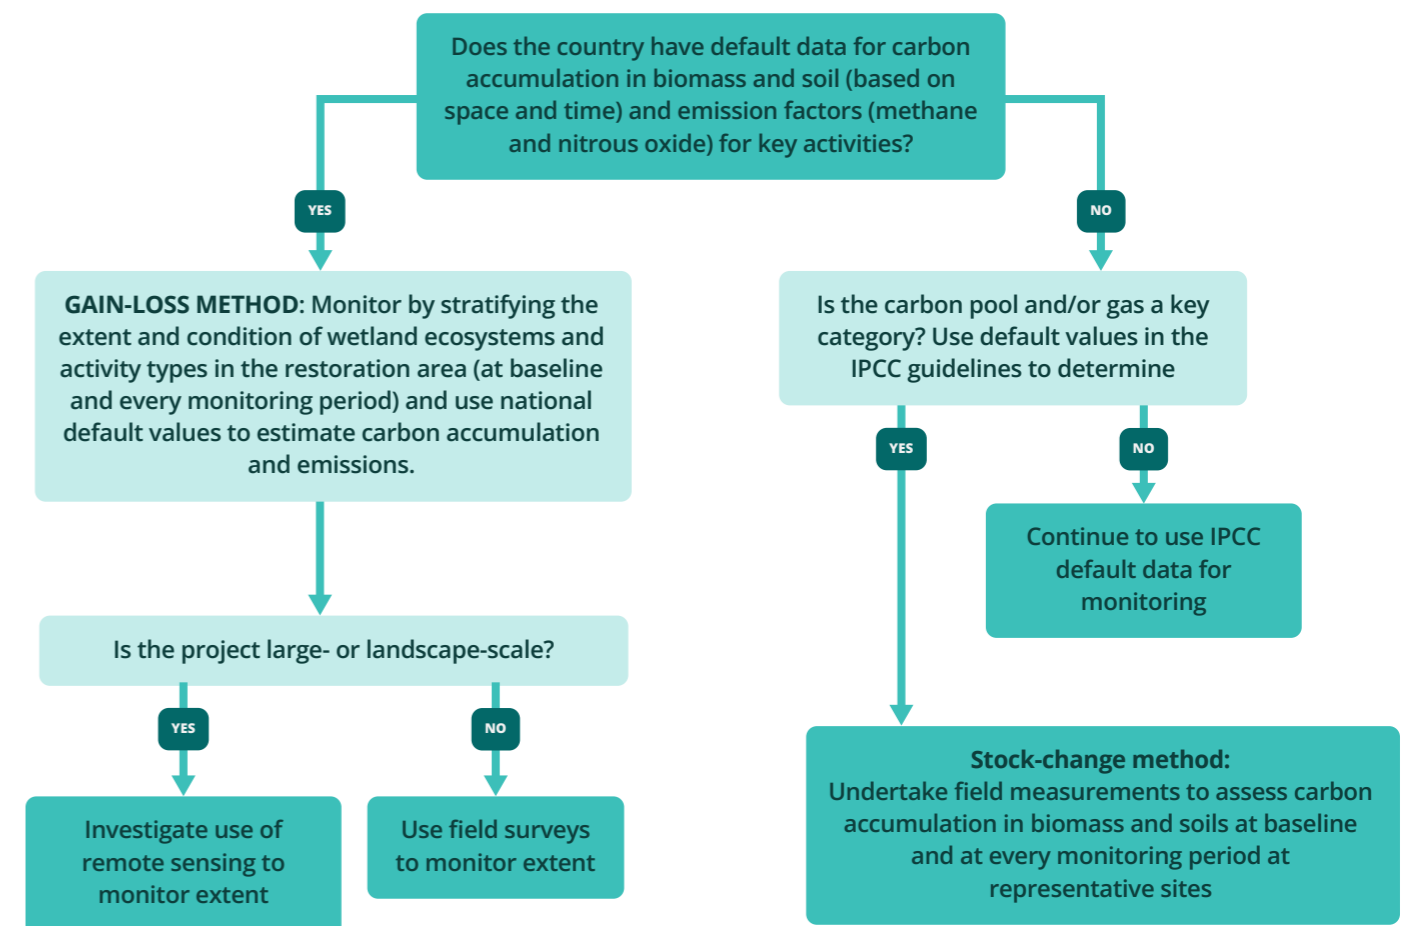 Does the country have default data for carbon
accumulation in biomass and soil (based on
space and time) and emission factors (methane
and nitrous oxide) for key activities?
YES
NO
GAIN-LOSS METHOD: Monitor by stratifying the
extent and condition of wetland ecosystems and
activity types in the restoration area (at baseline
and every monitoring period) and use national
default values to estimate carbon accumulation
and emissions.
Is the carbon pool and/or gas a key
category? Use default values in the
IPCC guidelines to determine
YES
NO
Continue to use IPCC
default data for
monitoring
Is the project large- or landscape-scale?
YES
NO
Investigate use of
remote sensing to
monitor extent
Use field surveys
to monitor extent
Stock-change method:
Undertake field measurements to assess carbon
accumulation in biomass and soils at baseline
and at every monitoring period at
representative sites